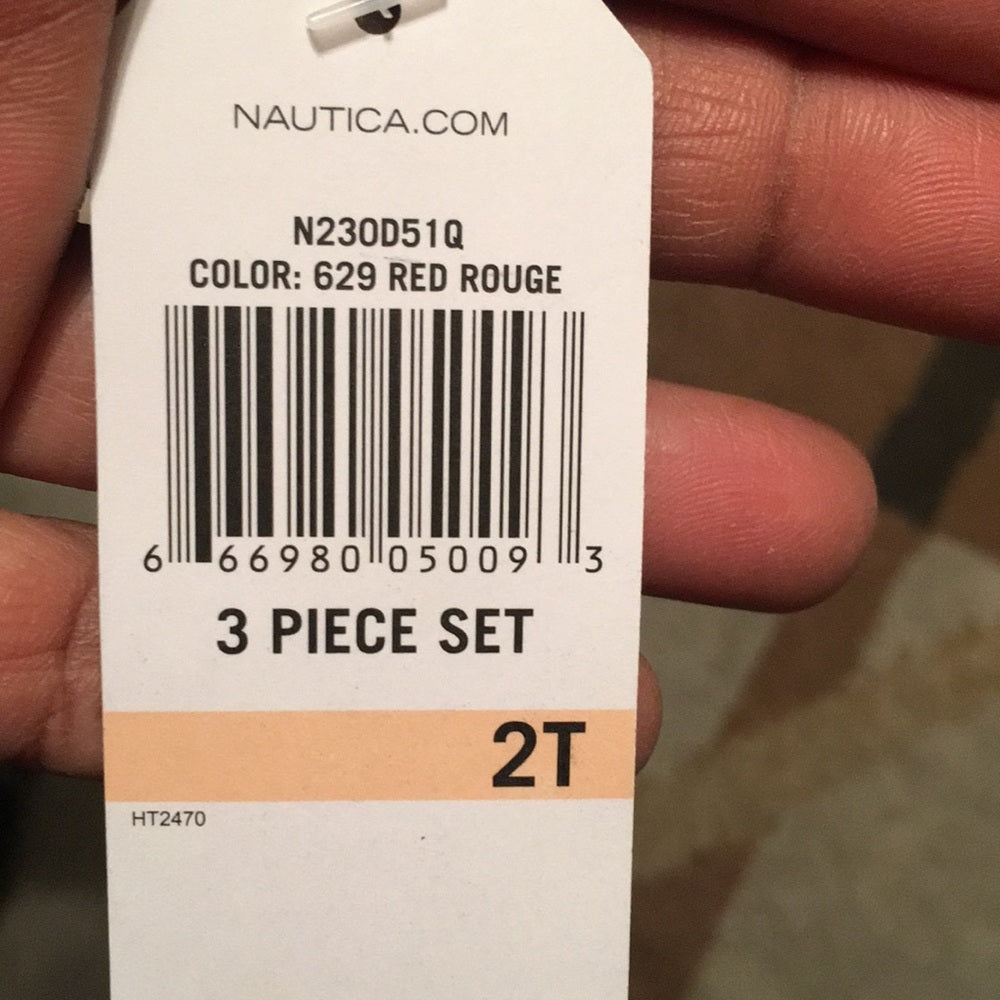 NAUTICA.COM
N230D51Q
COLOR: 629 RED ROUGE
6 66980 05009 3
3 PIECE SET
2T
HT2470